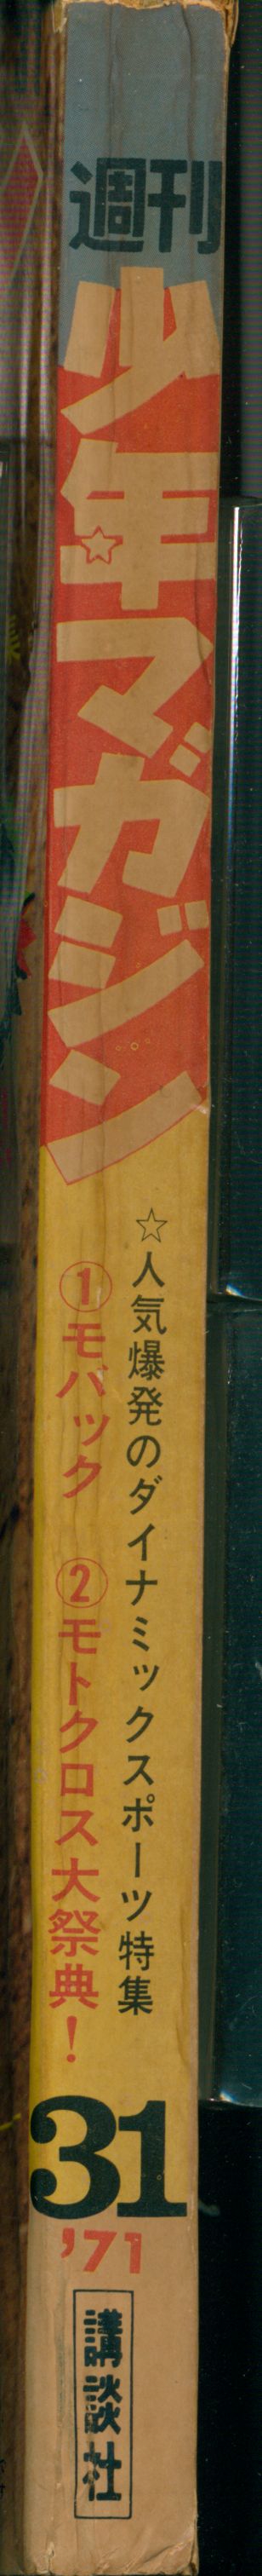 週刊
少年マガジン
☆人気爆発のダイナミックスポーツ特集
①モバック ②モトクロス大祭典!
31
'71
講談社